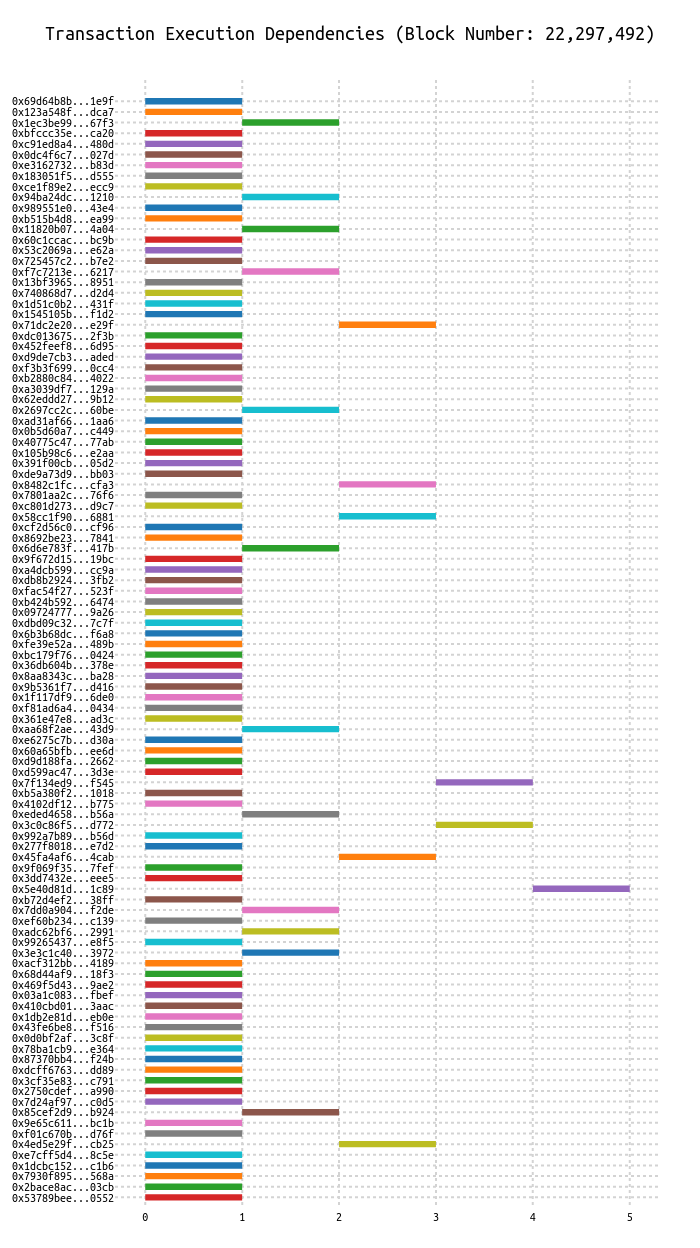 Transaction Execution Dependencies (Block Number: 22,297,492)
0x69d64b8b...1e9f
0x123a548f...dca7
0x1ec3be99...67f3
0xbfccc35e...ca20
0xc91ed8a4...480d
0x0dc4f6c7...027d
0xe3162732...b83d
0x183051f5...d555
0xce1f89e2...ecc9
0x94ba24dc...1210
0x989551e0...43e4
0xb515b4d8...ea99
0x11820b07...4a04
0x60c1ccac...bc9b
0x53c2069a...e62a
0x725457c2...b7e2
0xf7c7213e...6217
0x13bf3965...8951
0x740868d7...d2d4
0x1d51c0b2...431f
0x1545105b...f1d2
0x71dc2e20...e29f
0xdc013675...2f3b
0x452feef8...6d95
0xd9de7cb3...aded
0xf3b3f699...0cc4
0xb2880c84...4022
0xa3039df7...129a
0x62eddd27...9b12
0x2697cc2c...60be
0xad31af66...1aa6
0x0b5d60a7...c449
0x40775c47...77ab
0x105b98c6...e2aa
0x391f00cb...05d2
0xde9a73d9...bb03
0x8482c1fc...cfa3
0x7801aa2c...76f6
0xc801d273...d9c7
0x58cc1f90...6881
0xcf2d56c0...cf96
0x8692be23...7841
0x6d6e783f...417b
0x9f672d15...19bc
0xa4dcb599...cc9a
0xdb8b2924...3fb2
0xfac54f27...523f
0xb424b592...6474
0x09724777...9a26
0xdbd09c32...7c7f
0x6b3b68dc...f6a8
0xfe39e52a...489b
0xbc179f76...0424
0x36db604b...378e
0x8aa8343c...ba28
0x9b5361f7...d416
0x1f117df9...6de0
0xf81ad6a4...0434
0x361e47e8...ad3c
0xaa68f2ae...43d9
0xe6275c7b...d30a
0x60a65bfb...ee6d
0xd9d188fa...2662
0xd599ac47...3d3e
0x7f134ed9...f545
0xb5a380f2...1018
0x4102df12...b775
0xeded4658...b56a
0x3c0c86f5...d772
0x992a7b89...b56d
0x277f8018...e7d2
0x45fa4af6...4cab
0x9f069f35...7fef
0x3dd7432e...eee5
0x5e40d81d...1c89
0xb72d4ef2...38ff
0x7dd0a904...f2de
0xef60b234...c139
0xadc62bf6...2991
0x99265437...e8f5
0x3e3c1c40...3972
0xacf312bb...4189
0x68d44af9...18f3
0x469f5d43...9ae2
0x03a1c083...fbef
0x410cbd01...3aac
0x1db2e81d...eb0e
0x43fe6be8...f516
0x0d0bf2af...3c8f
0x78ba1cb9...e364
0x87370bb4...f24b
0xdcff6763...dd89
0x3cf35e83...c791
0x2750cdef...a990
0x7d24af97...c0d5
0x85cef2d9...b924
0x9e65c611...bc1b
0xf01c670b...d76f
0x4ed5e29f...cb25
0xe7cff5d4...8c5e
0x1dcbc152...c1b6
0x7930f895...568a
0x2bace8ac...03cb
0x53789bee...0552
0 1 2 3 4 5